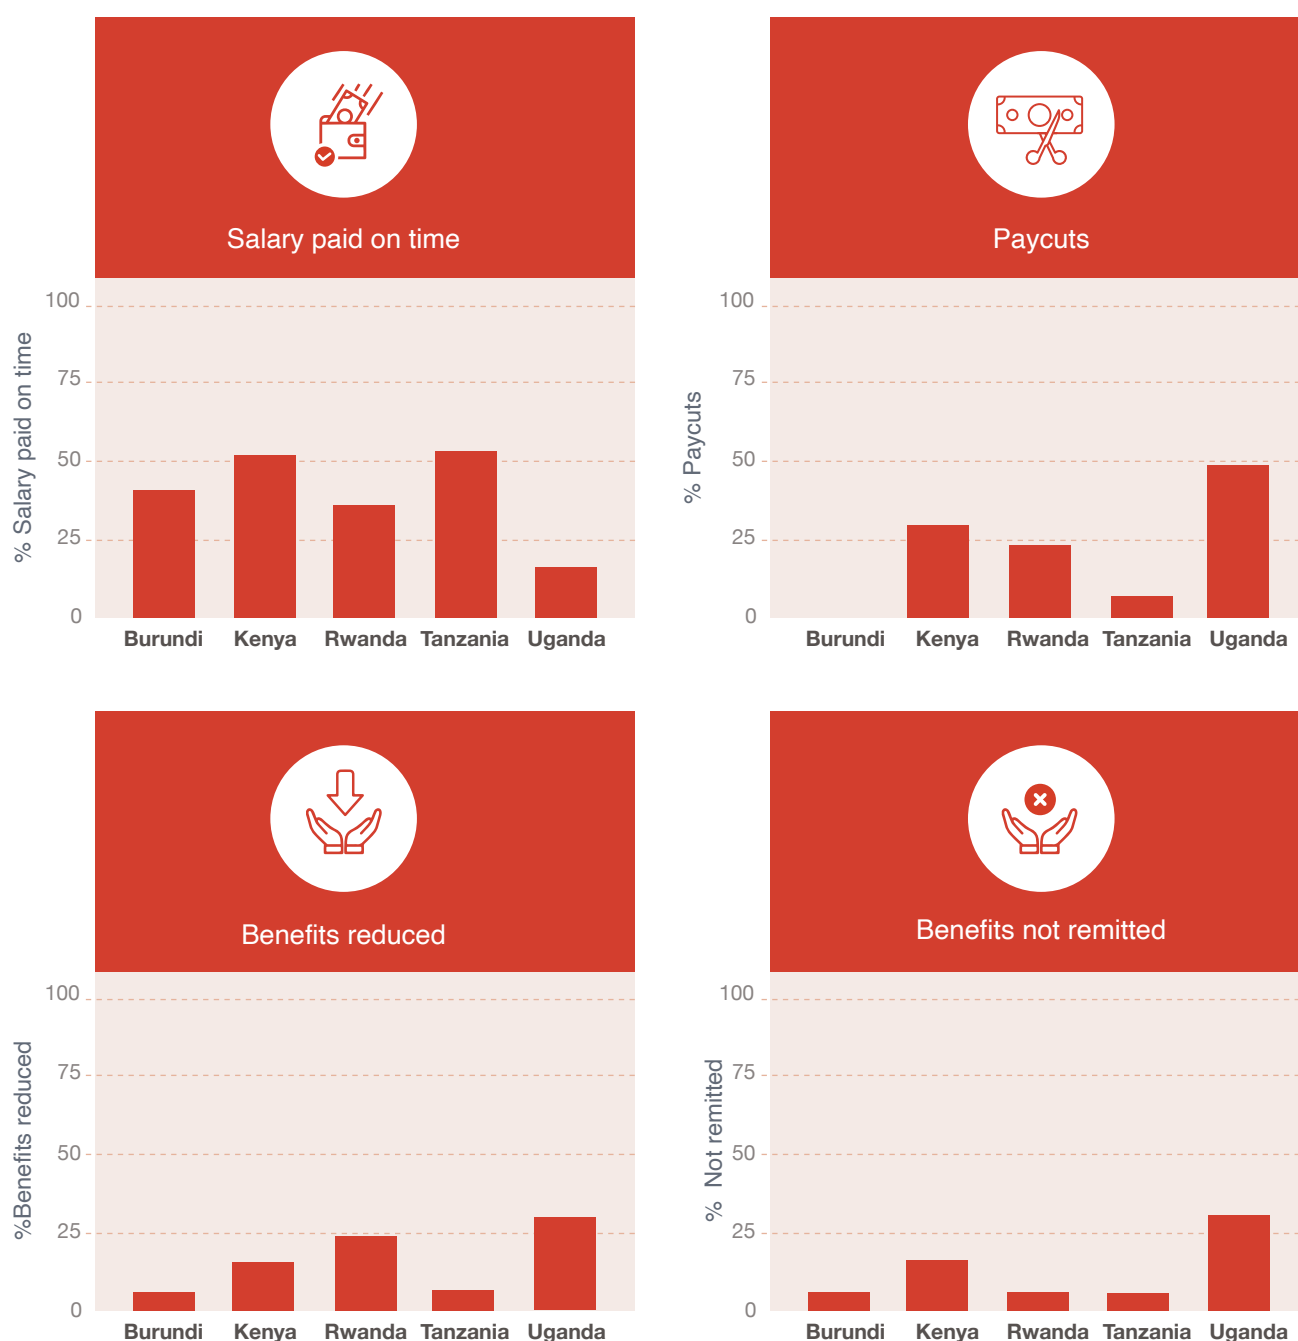 Salary paid on time
% Salary paid on time
100
75
50
25
0
Burundi Kenya Rwanda Tanzania Uganda
Paycuts
% Paycuts
100
75
50
25
0
Burundi Kenya Rwanda Tanzania Uganda
Benefits reduced
%Benefits reduced
100
75
50
25
0
Burundi Kenya Rwanda Tanzania Uganda
Benefits not remitted
% Not remitted
100
75
50
25
0
Burundi Kenya Rwanda Tanzania Uganda